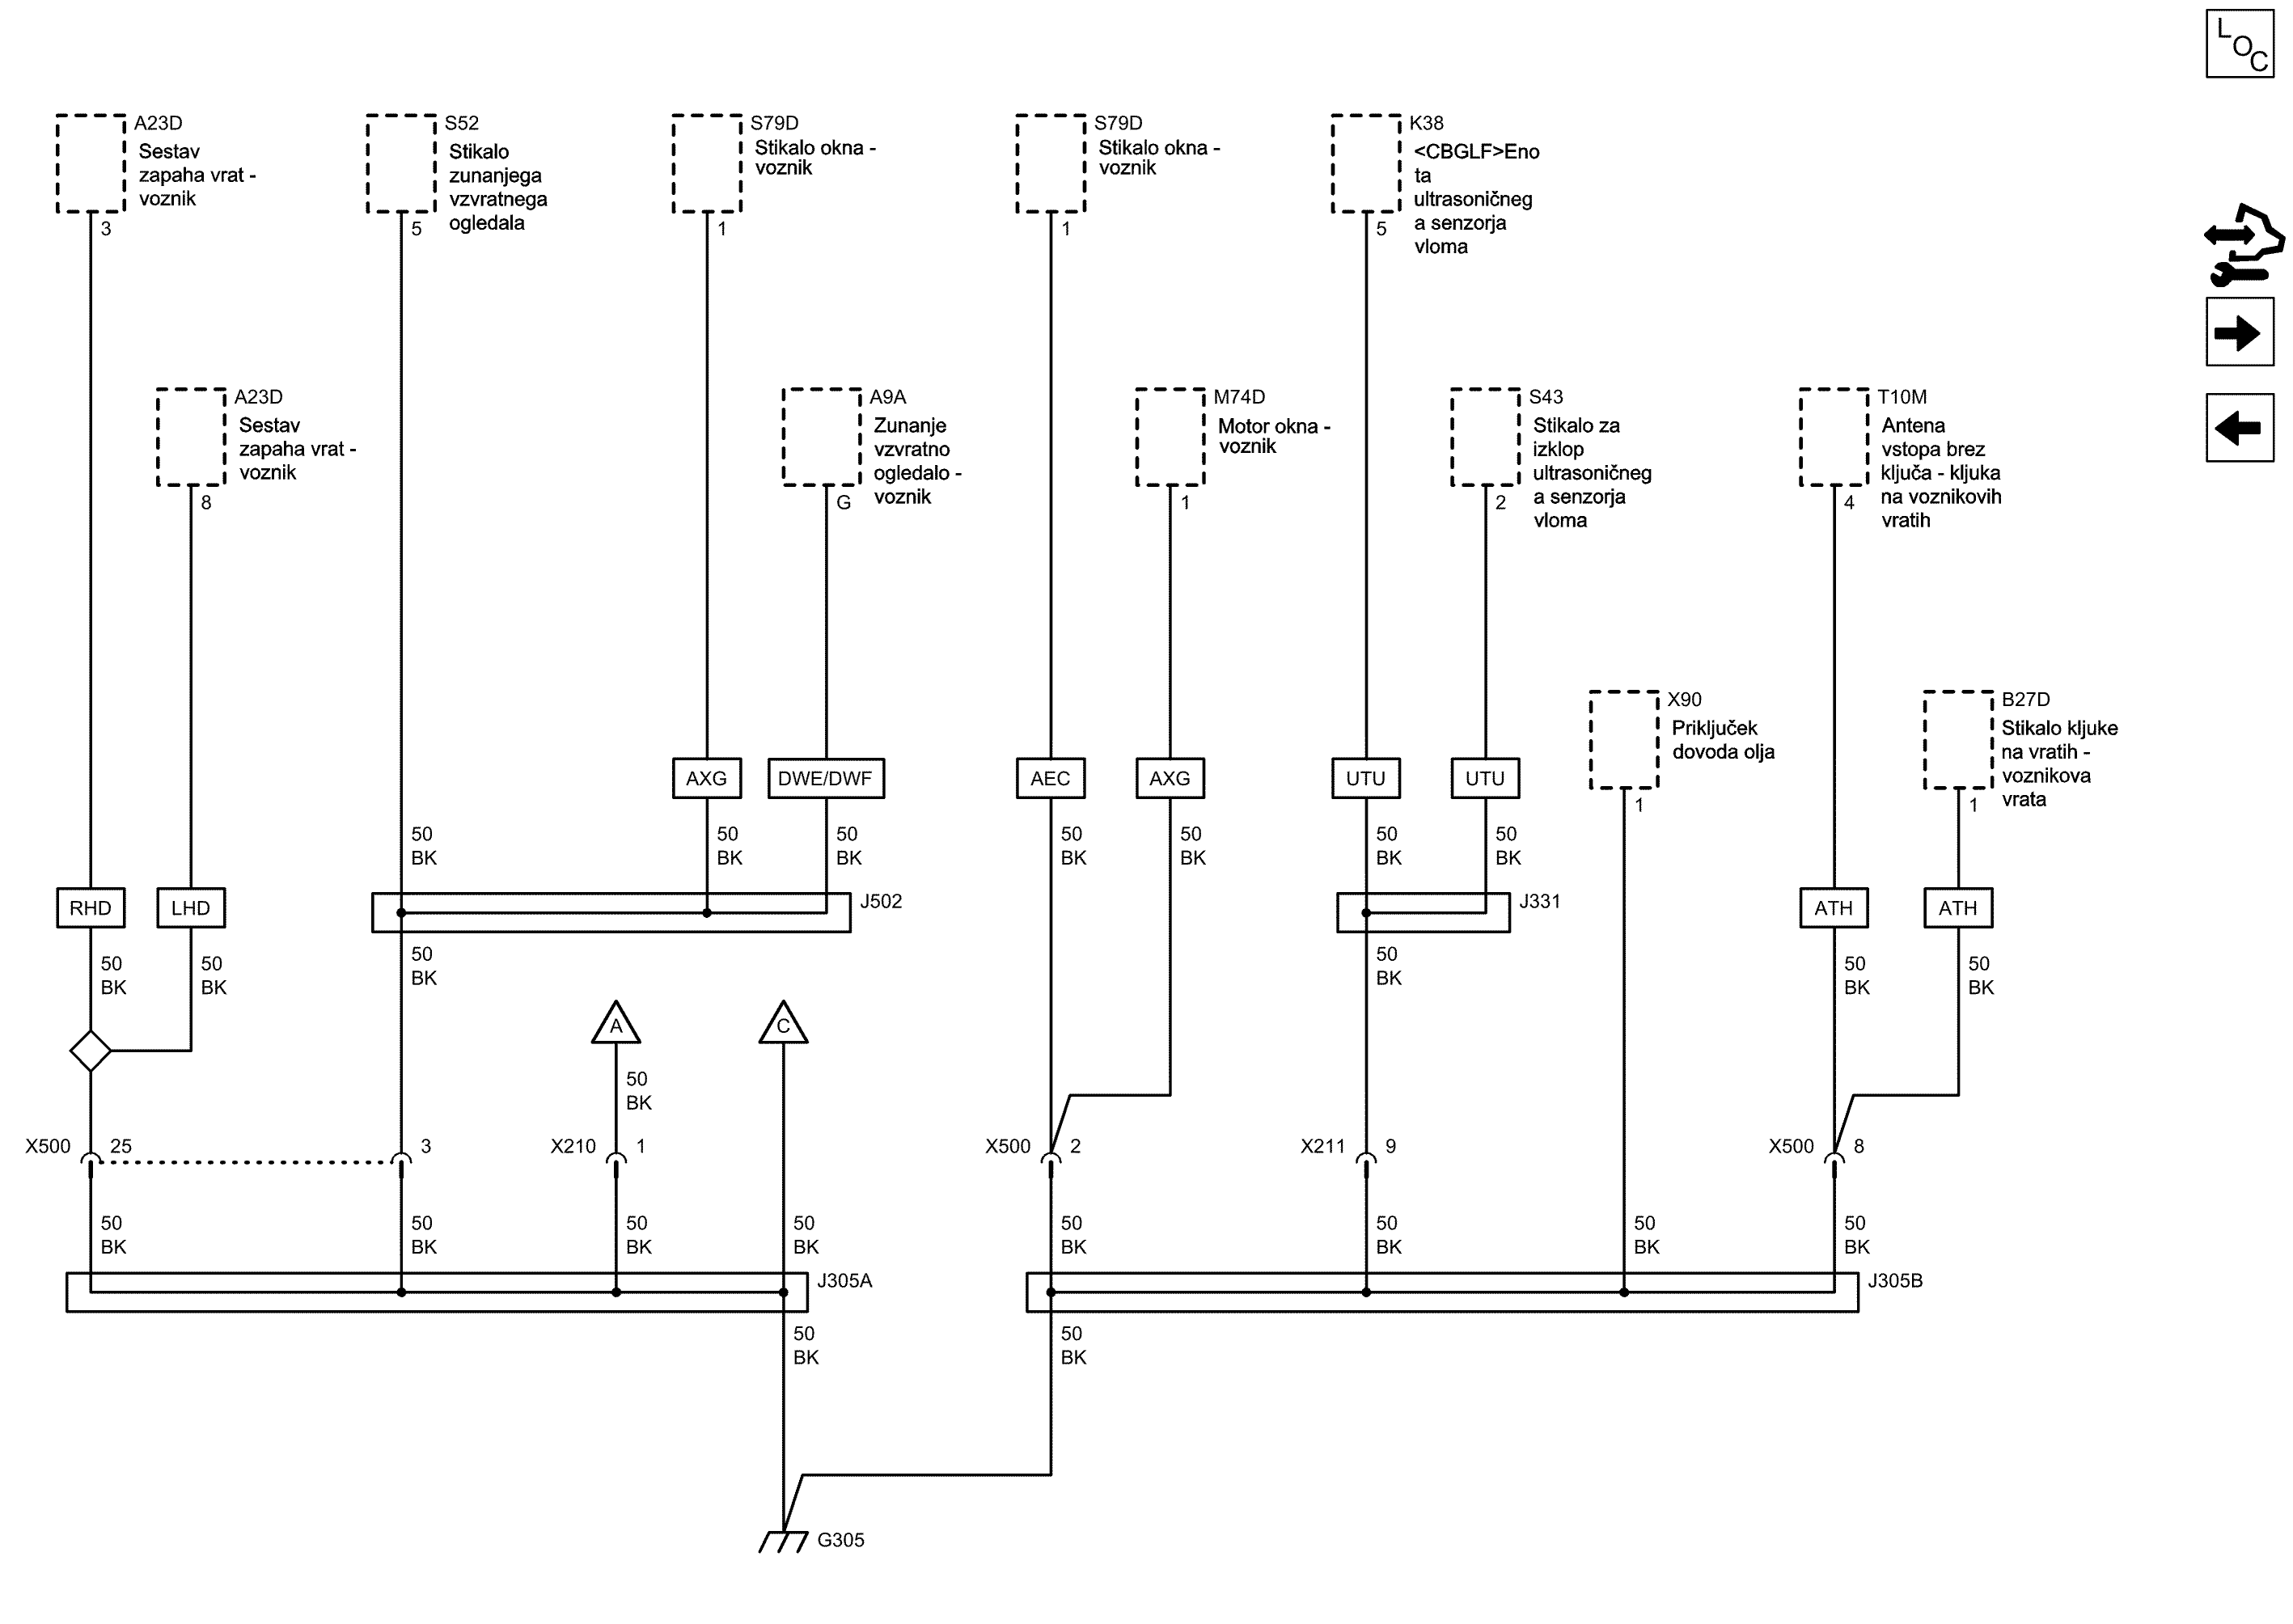 LOC
A23D
Sestav
zapaha vrat -
voznik
3
S52
Stikalo
zunanjega
vzvratnega
ogledala
5
S79D
Stikalo okna -
voznik
1
S79D
Stikalo okna -
voznik
1
K38
<CBGLF>Eno
ta
ultrasoničneg
a senzorja
vloma
5
A23D
Sestav
zapaha vrat -
voznik
8
A9A
Zunanje
vzvratno
ogledalo -
voznik
G
M74D
Motor okna -
voznik
1
S43
Stikalo za
izklop
ultrasoničneg
a senzorja
vloma
2
T10M
Antena
vstopa brez
ključa - kljuka
na voznikovih
vratih
4
X90
Priključek
dovoda olja
1
B27D
Stikalo kljuke
na vratih -
voznikova
vrata
1
AXG
DWE/DWF
AEC
AXG
UTU
UTU
50
BK
50
BK
50
BK
50
BK
50
BK
50
BK
50
BK
RHD
LHD
J502
J331
ATH
ATH
50
BK
50
BK
50
BK
50
BK
50
BK
50
BK
A
C
50
BK
X500
25
3
X210
1
X500
2
X211
9
X500
8
50
BK
50
BK
50
BK
50
BK
50
BK
50
BK
50
BK
50
BK
J305A
J305B
50
BK
50
BK
G305